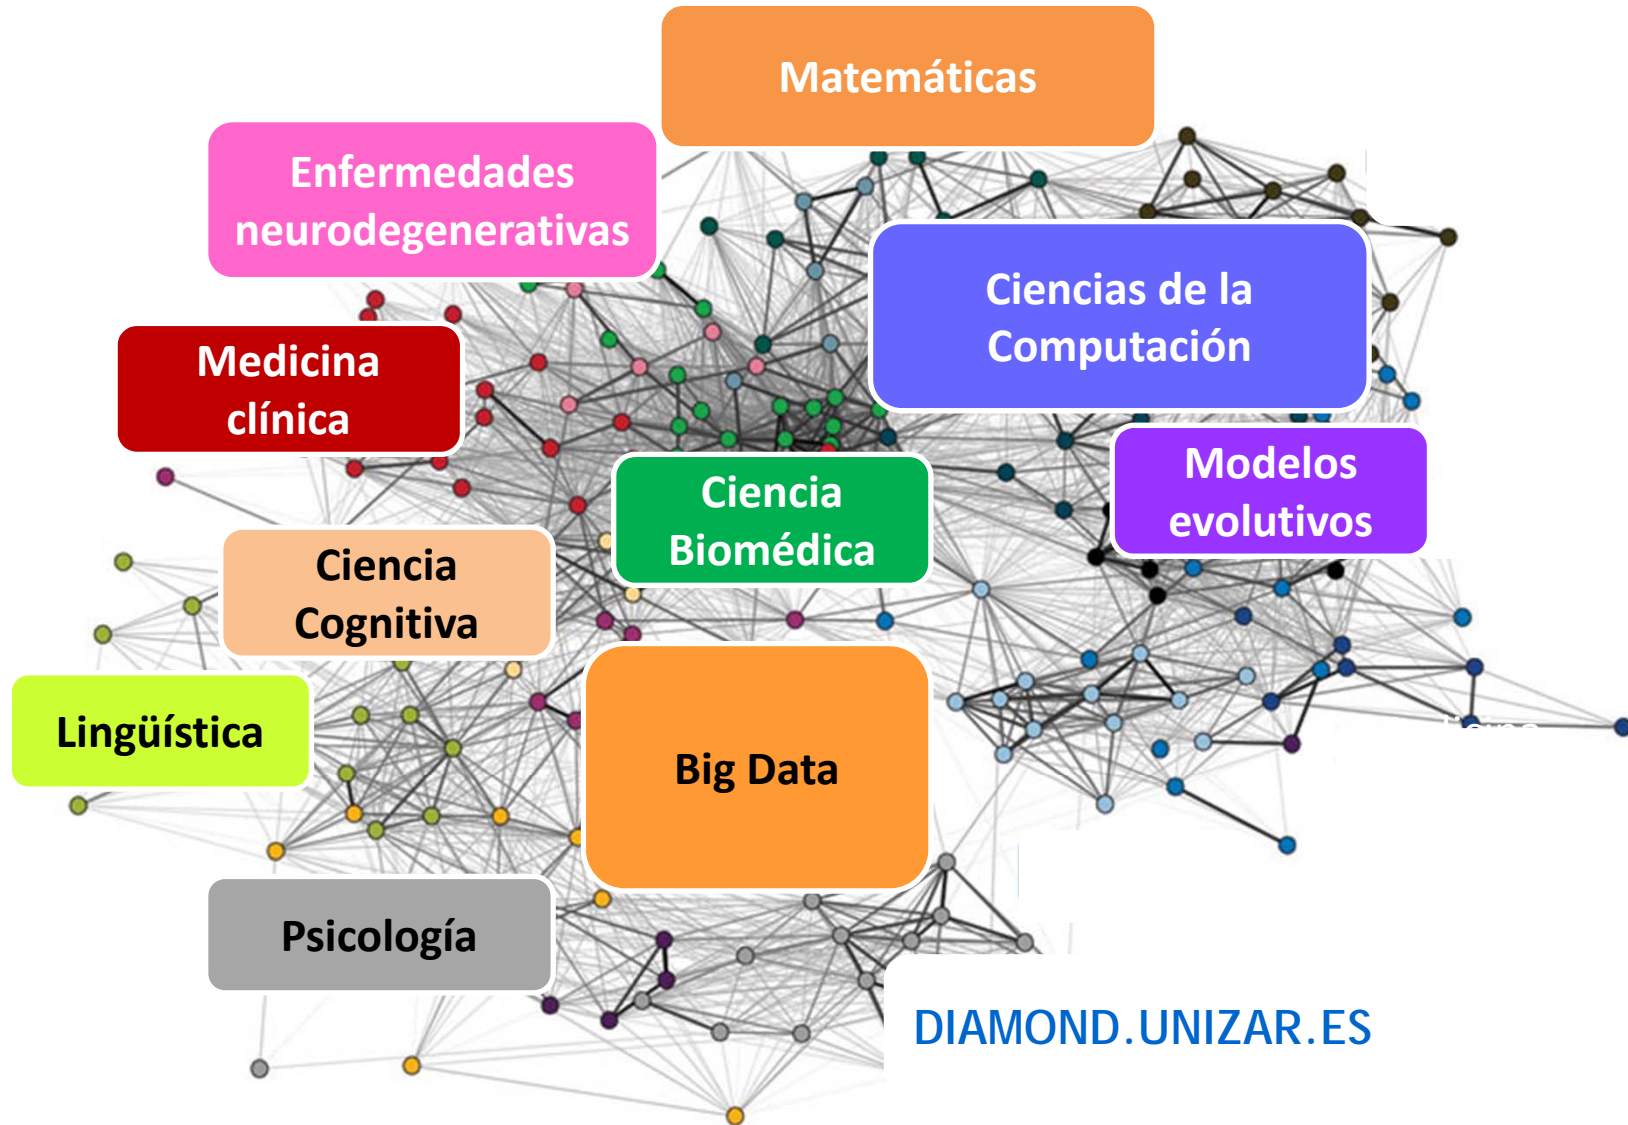 Matemáticas
Enfermedades
neurodegenerativas
Ciencias de la
Computación
Medicina
clínica
Modelos
evolutivos
Ciencia
Biomédica
Ciencia
Cognitiva
Lingüística
Big Data
Psicología
DIAMOND.UNIZAR.ES